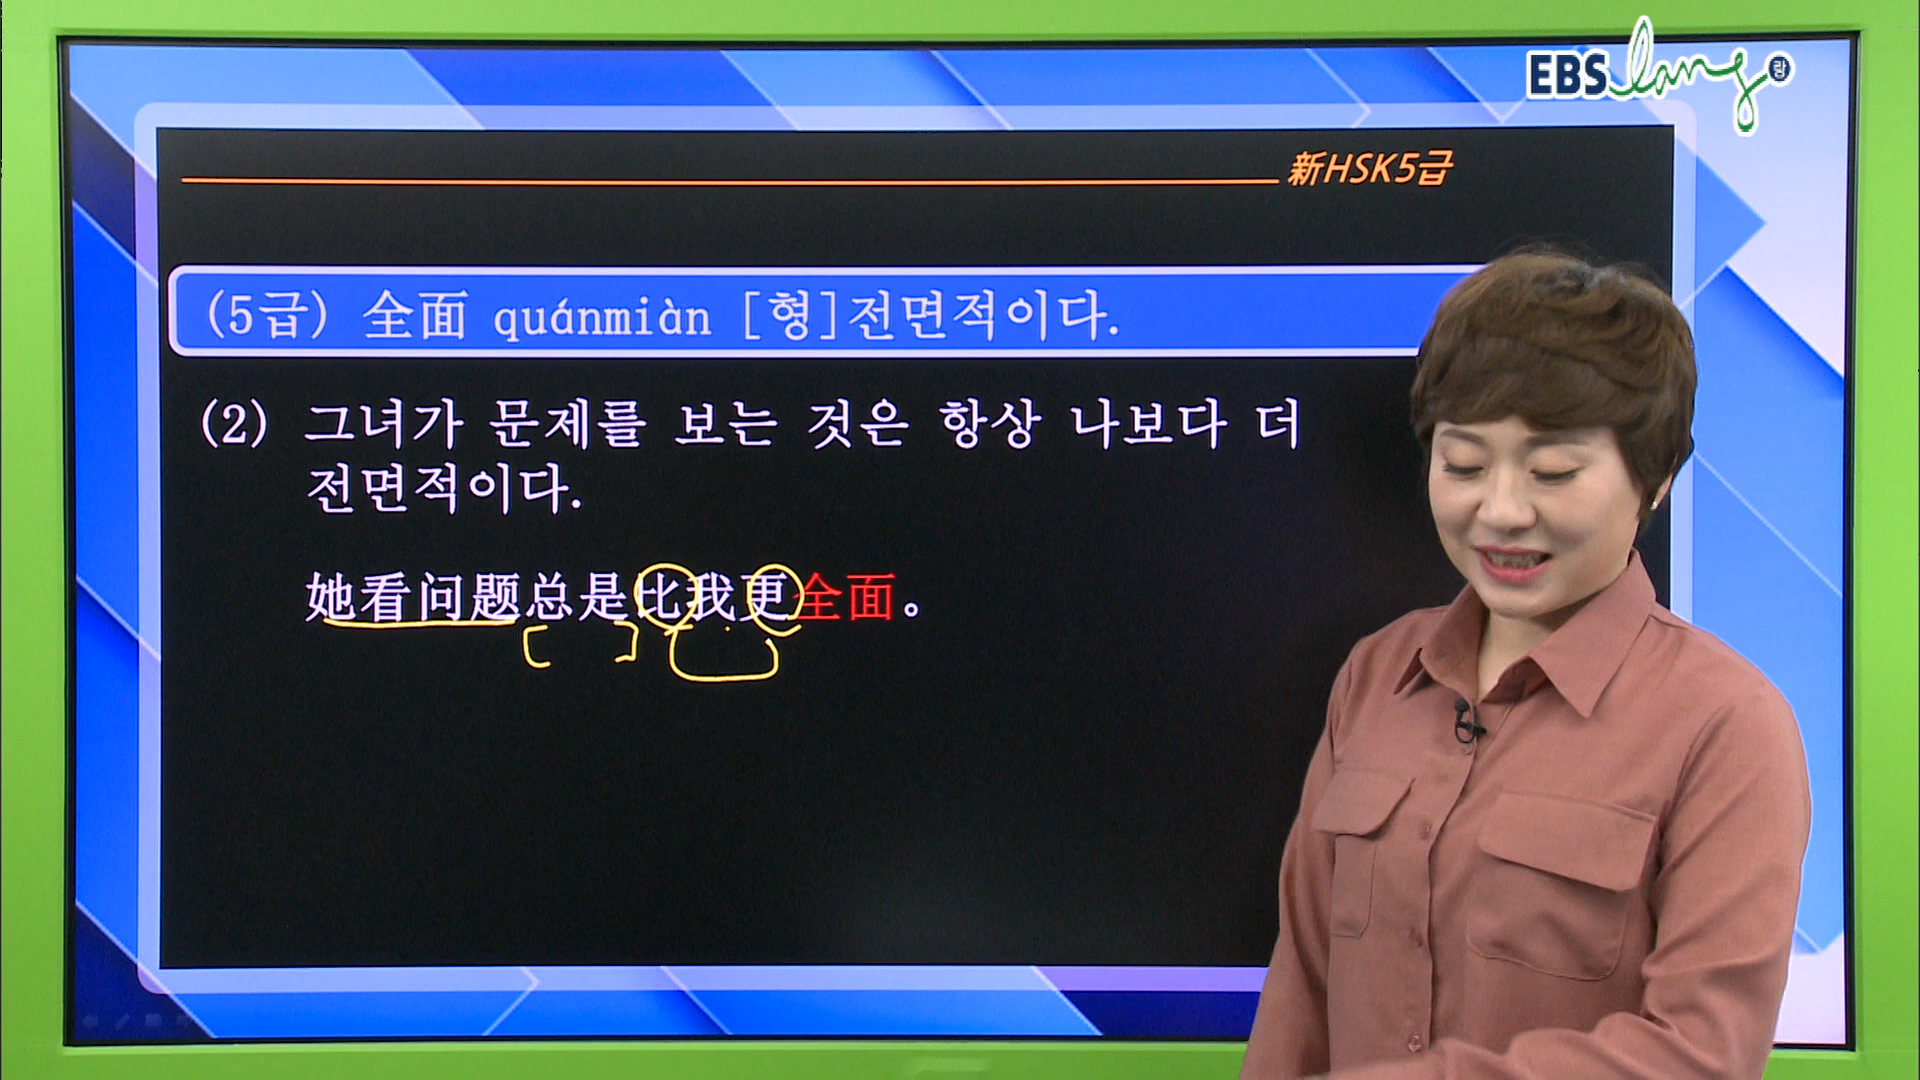 EBS lang 랑
新HSK5급
(5급) 全面 quánmiàn [형]전면적이다.
(2) 그녀가 문제를 보는 것은 항상 나보다 더
전면적이다.
她看问题总是比我更全面。